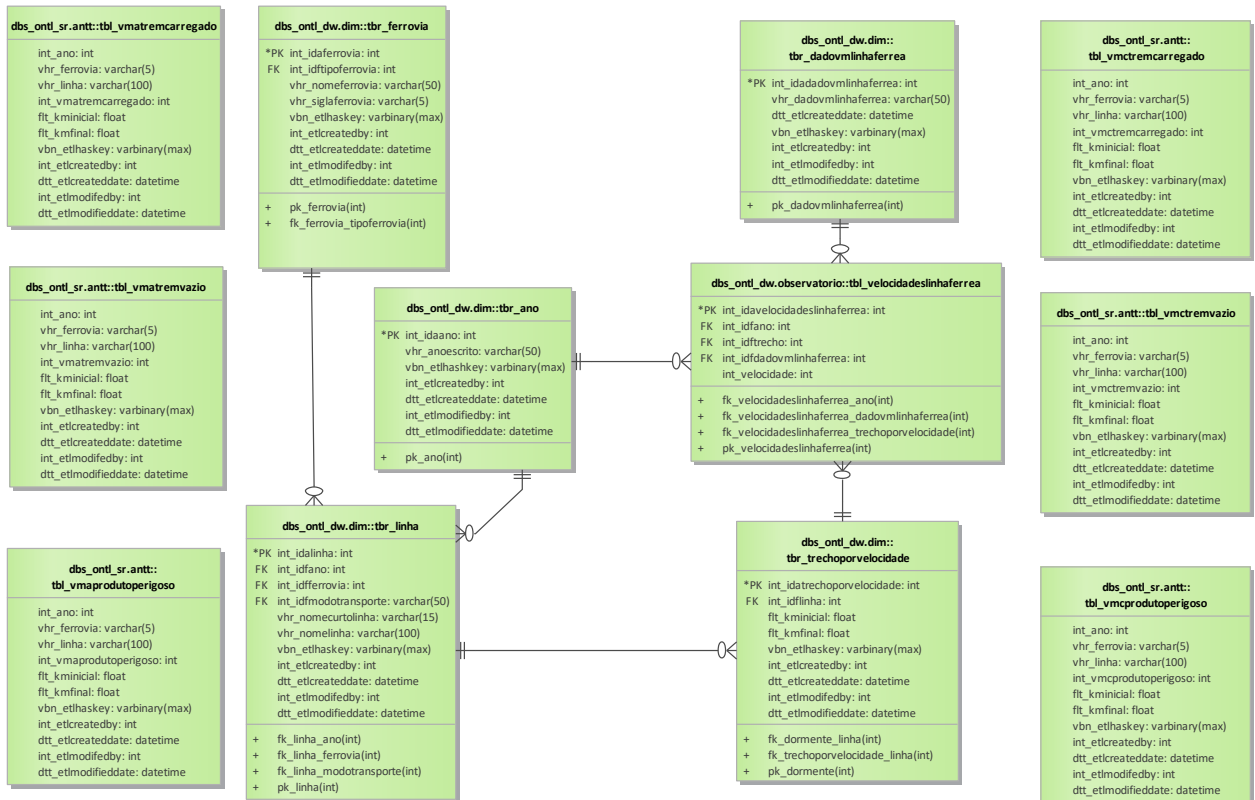 dbs_ontl_sr.antt::tbl_vmatremcarregado
int_ano: int
vhr_ferrovia: varchar(5)
vhr_linha: varchar(100)
int_vmatremcarregado: int
flt_kminicial: float
flt_kmfinal: float
vbn_etlhaskey: varbinary(max)
int_etlcreatedby: int
dtt_etlcreateddate: datetime
int_etlmodifedby: int
dtt_etlmodifieddate: datetime
dbs_ontl_dw.dim::tbr_ferrovia
*PK int_idaferrovia: int
FK int_idftipoferrovia: int
vhr_nomeferrovia: varchar(50)
vhr_siglaferrovia: varchar(5)
vbn_etlhaskey: varbinary(max)
int_etlcreatedby: int
dtt_etlcreateddate: datetime
int_etlmodifedby: int
dtt_etlmodifieddate: datetime
+ pk_ferrovia(int)
+ fk_ferrovia_tipoferrovia(int)
dbs_ontl_dw.dim::
tbr_dadovmlinhaferrea
*PK int_idadadovmlinhaferrea: int
vhr_dadovmlinhaferrea: varchar(50)
dtt_etlcreateddate: datetime
vbn_etlhaskey: varbinary(max)
int_etlcreatedby: int
int_etlmodifedby: int
dtt_etlmodifieddate: datetime
+ pk_dadovmlinhaferrea(int)
dbs_ontl_sr.antt::
tbl_vmctremcarregado
int_ano: int
vhr_ferrovia: varchar(5)
vhr_linha: varchar(100)
int_vmctremcarregado: int
flt_kminicial: float
flt_kmfinal: float
vbn_etlhaskey: varbinary(max)
int_etlcreatedby: int
dtt_etlcreateddate: datetime
int_etlmodifedby: int
dtt_etlmodifieddate: datetime
dbs_ontl_sr.antt::tbl_vmatremvazio
int_ano: int
vhr_ferrovia: varchar(5)
vhr_linha: varchar(100)
int_vmatremvazio: int
flt_kminicial: float
flt_kmfinal: float
vbn_etlhaskey: varbinary(max)
int_etlcreatedby: int
dtt_etlcreateddate: datetime
int_etlmodifedby: int
dtt_etlmodifieddate: datetime
dbs_ontl_dw.dim::tbr_ano
*PK int_idaano: int
vhr_anoescrito: varchar(50)
vbn_etlhashkey: varbinary(max)
int_etlcreatedby: int
dtt_etlcreateddate: datetime
int_etlmodifiedby: int
dtt_etlmodifieddate: datetime
+ pk_ano(int)
dbs_ontl_dw.observatorio::tbl_velocidadeslinhaferrea
*PK int_idavelocidadeslinhaferrea: int
FK int_idfano: int
FK int_idftrecho: int
FK int_idfdadovmlinhaferrea: int
int_velocidade: int
+ fk_velocidadeslinhaferrea_ano(int)
+ fk_velocidadeslinhaferrea_dadovmlinhaferrea(int)
+ fk_velocidadeslinhaferrea_trechoporvelocidade(int)
+ pk_velocidadeslinhaferrea(int)
dbs_ontl_sr.antt::tbl_vmctremvazio
int_ano: int
vhr_ferrovia: varchar(5)
vhr_linha: varchar(100)
int_vmctremvazio: int
flt_kminicial: float
flt_kmfinal: float
vbn_etlhaskey: varbinary(max)
int_etlcreatedby: int
dtt_etlcreateddate: datetime
int_etlmodifedby: int
dtt_etlmodifieddate: datetime
dbs_ontl_sr.antt::
tbl_vmaprodutoperigoso
int_ano: int
vhr_ferrovia: varchar(5)
vhr_linha: varchar(100)
int_vmaprodutoperigoso: int
flt_kminicial: float
flt_kmfinal: float
vbn_etlhaskey: varbinary(max)
int_etlcreatedby: int
dtt_etlcreateddate: datetime
int_etlmodifedby: int
dtt_etlmodifieddate: datetime
dbs_ontl_dw.dim::tbr_linha
*PK int_idalinha: int
FK int_idfano: int
FK int_idfferrovia: int
FK int_idfmodotransporte: varchar(50)
vhr_nomecurtolinha: varchar(15)
vhr_nomelinha: varchar(100)
vbn_etlhaskey: varbinary(max)
int_etlcreatedby: int
dtt_etlcreateddate: datetime
int_etlmodifedby: int
dtt_etlmodifieddate: datetime
+ fk_linha_ano(int)
+ fk_linha_ferrovia(int)
+ fk_linha_modotransporte(int)
+ pk_linha(int)
dbs_ontl_dw.dim::
tbr_trechoporvelocidade
*PK int_idatrechoporvelocidade: int
FK int_idflinha: int
flt_kminicial: float
flt_kmfinal: float
vbn_etlhaskey: varbinary(max)
int_etlcreatedby: int
dtt_etlcreateddate: datetime
int_etlmodifedby: int
dtt_etlmodifieddate: datetime
+ fk_dormente_linha(int)
+ fk_trechoporvelocidade_linha(int)
+ pk_dormente(int)
dbs_ontl_sr.antt::
tbl_vmcprodutoperigoso
int_ano: int
vhr_ferrovia: varchar(5)
vhr_linha: varchar(100)
int_vmcprodutoperigoso: int
flt_kminicial: float
flt_kmfinal: float
vbn_etlhaskey: varbinary(max)
int_etlcreatedby: int
dtt_etlcreateddate: datetime
int_etlmodifedby: int
dtt_etlmodifieddate: datetime